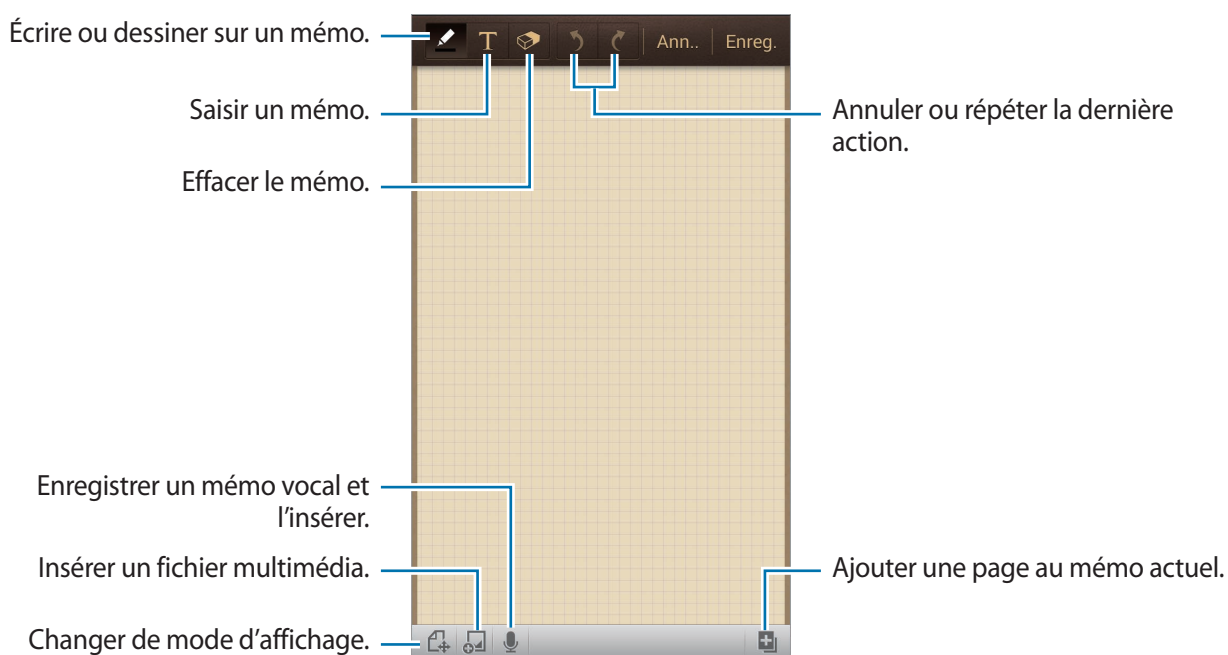 Écrire ou dessiner sur un mémo.
T
Ann..
Enreg.
Saisir un mémo.
Annuler ou répéter la dernière
action.
Effacer le mémo.
Enregistrer un mémo vocal et
l'insérer.
Insérer un fichier multimédia.
Ajouter une page au mémo actuel.
Changer de mode d'affichage.